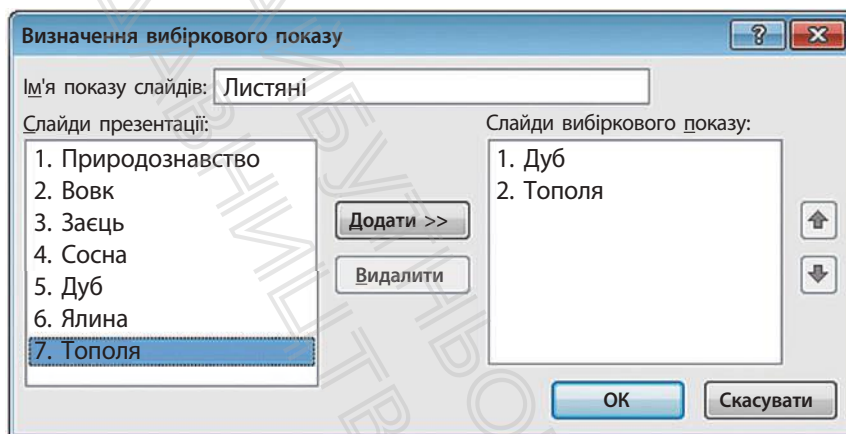 Визначення вибіркового показу
Ім'я показу слайдів: Листяні
Слайди презентації:
1. Природознавство
2. Вовк
3. Заєць
4. Сосна
5. Дуб
6. Ялина
7. Тополя
Додати >>
Видалити
Слайди вибіркового показу:
1. Дуб
2. Тополя
ОК
Скасувати